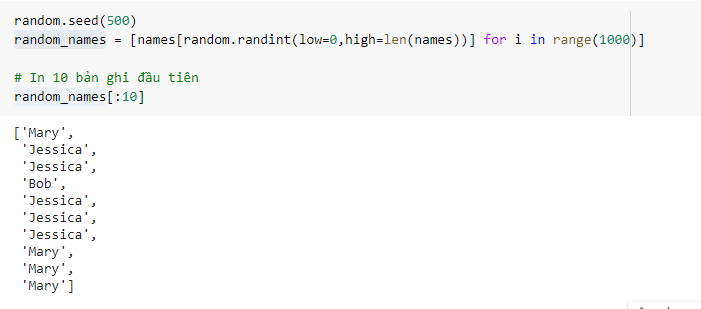 random.seed(500)
random_names = [names[random.randint(low=0,high=len(names))] for i in range(1000)]
# In 10 bản ghi đầu tiên
random_names[:10]
['Mary',
'Jessica',
'Jessica',
'Bob',
'Jessica',
'Jessica',
'Jessica',
'Mary',
'Mary',
'Mary']